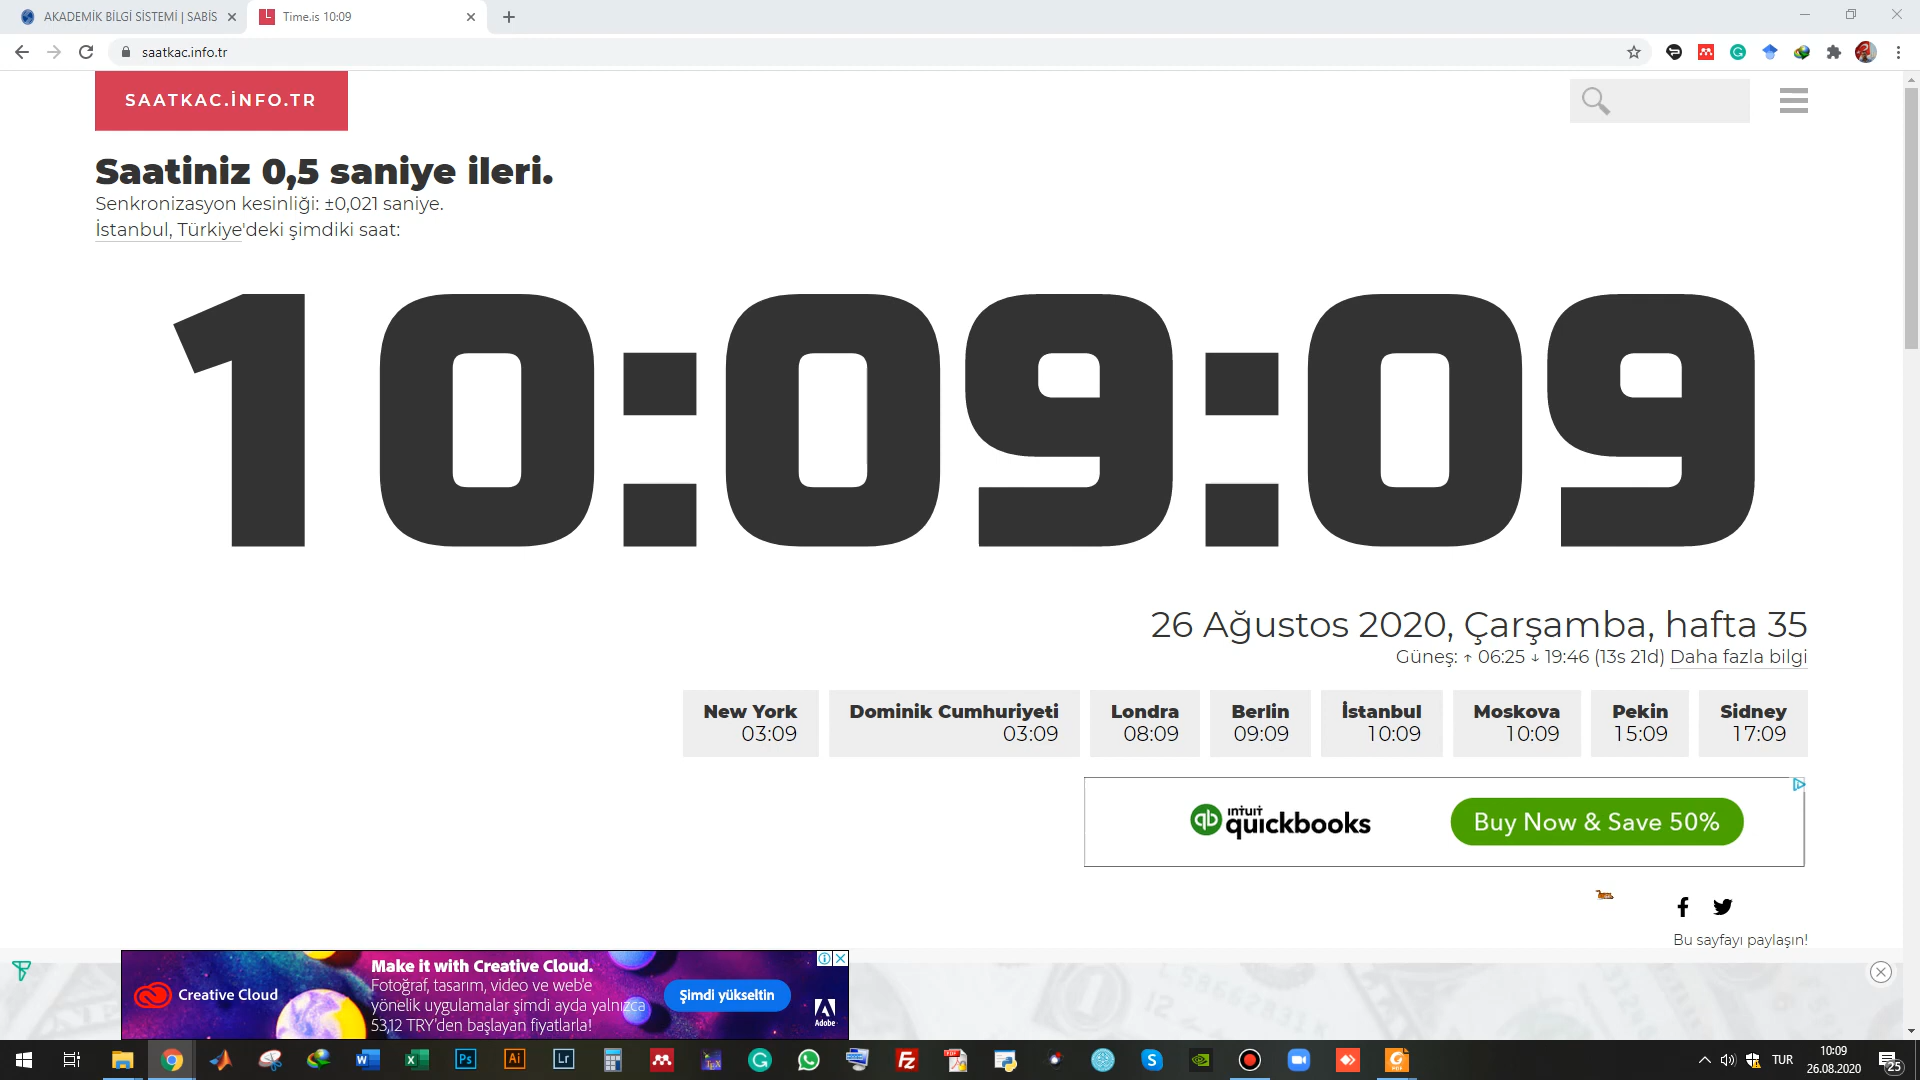 AKADEMİK BİLGİ SİSTEMİ | SABİS
Time.is 10:09
saatkac.info.tr
SAATKAC.İNFO.TR
Saatiniz 0,5 saniye ileri.
Senkronizasyon kesinliği: ±0,021 saniye.
İstanbul, Türkiye'deki şimdiki saat:
10:09:09
26 Ağustos 2020, Çarşamba, hafta 35
Güneş: ↑ 06:25 ↓ 19:46 (13s 21d) Daha fazla bilgi
New York
03:09
Dominik Cumhuriyeti
03:09
Londra
08:09
Berlin
09:09
İstanbul
10:09
Moskova
10:09
Pekin
15:09
Sidney
17:09
qb intuit quickbooks
Buy Now & Save 50%
Bu sayfayı paylaşın!
Creative Cloud
Make it with Creative Cloud.
Fotoğraf, tasarım, video ve web'e
yönelik uygulamalar şimdi ayda yalnızca
53,12 TRY'den başlayan fiyatlarla!
Şimdi yükseltin
Adobe
Ps
Ai
Lr
TUR
10:09
26.08.2020
25